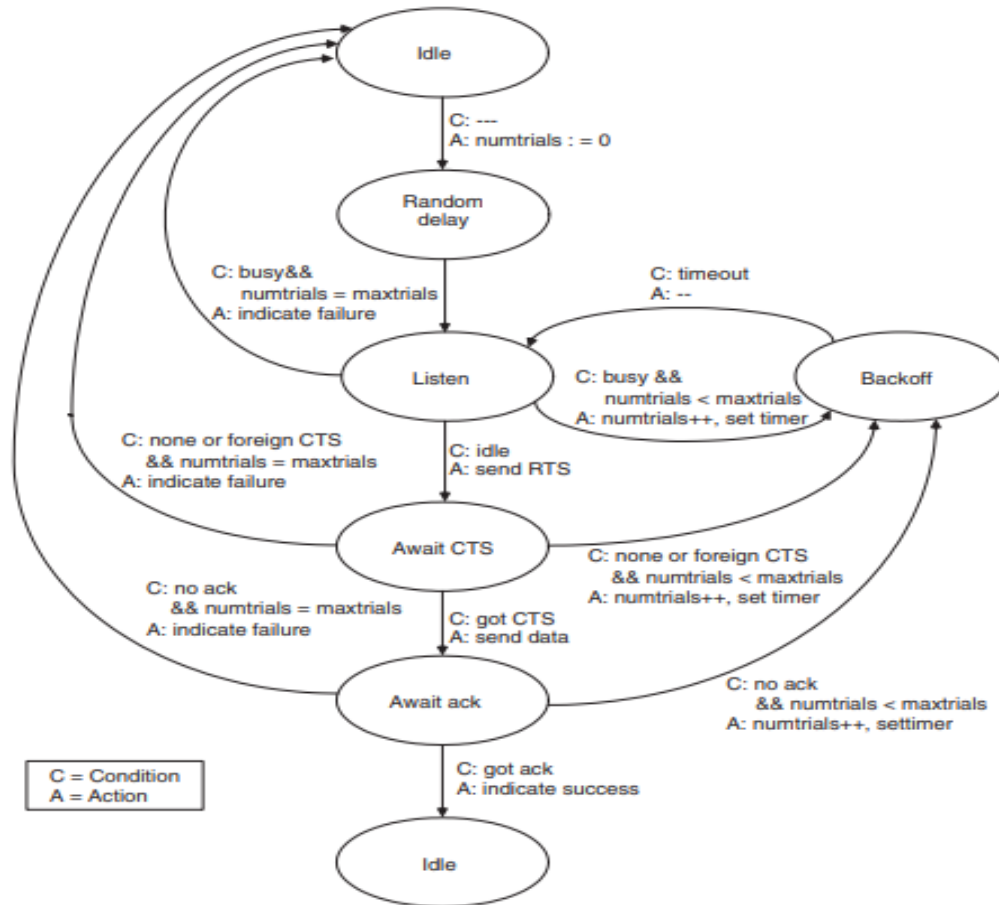 Idle
C: ---
A: numtrials : = 0
Random
delay
C: busy&&
numtrials = maxtrials
A: indicate failure
C: timeout
A: --
Listen
Backoff
C: busy &&
numtrials < maxtrials
A: numtrials++, set timer
C: none or foreign CTS
&& numtrials = maxtrials
A: indicate failure
C: idle
A: send RTS
Await CTS
C: none or foreign CTS
&& numtrials < maxtrials
A: numtrials++, set timer
C: no ack
&& numtrials = maxtrials
A: indicate failure
C: got CTS
A: send data
Await ack
C: no ack
&& numtrials < maxtrials
A: numtrials++, settimer
C = Condition
A = Action
C: got ack
A: indicate success
Idle